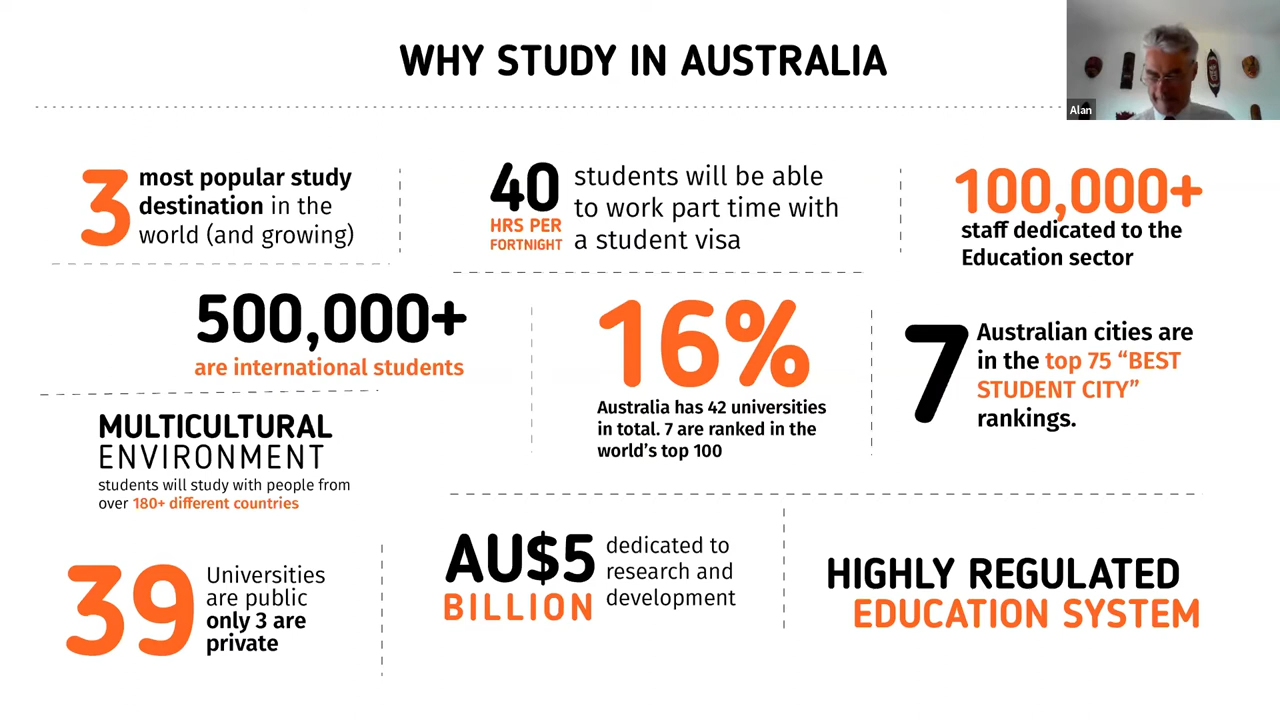 WHY STUDY IN AUSTRALIA
Alan
3
most popular study
destination in the
world (and growing)
40
HRS PER
FORTNIGHT
students will be able
to work part time with
a student visa
100,000+
staff dedicated to the
Education sector
500,000+
are international students
16%
Australia has 42 universities
in total. 7 are ranked in the
world's top 100
7
Australian cities are
in the top 75 “BEST
STUDENT CITY”
rankings.
MULTICULTURAL
ENVIRONMENT
students will study with people from
over 180+ different countries
39
Universities
are public
only 3 are
private
AU$5
BILLION
dedicated to
research and
development
HIGHLY REGULATED
EDUCATION SYSTEM